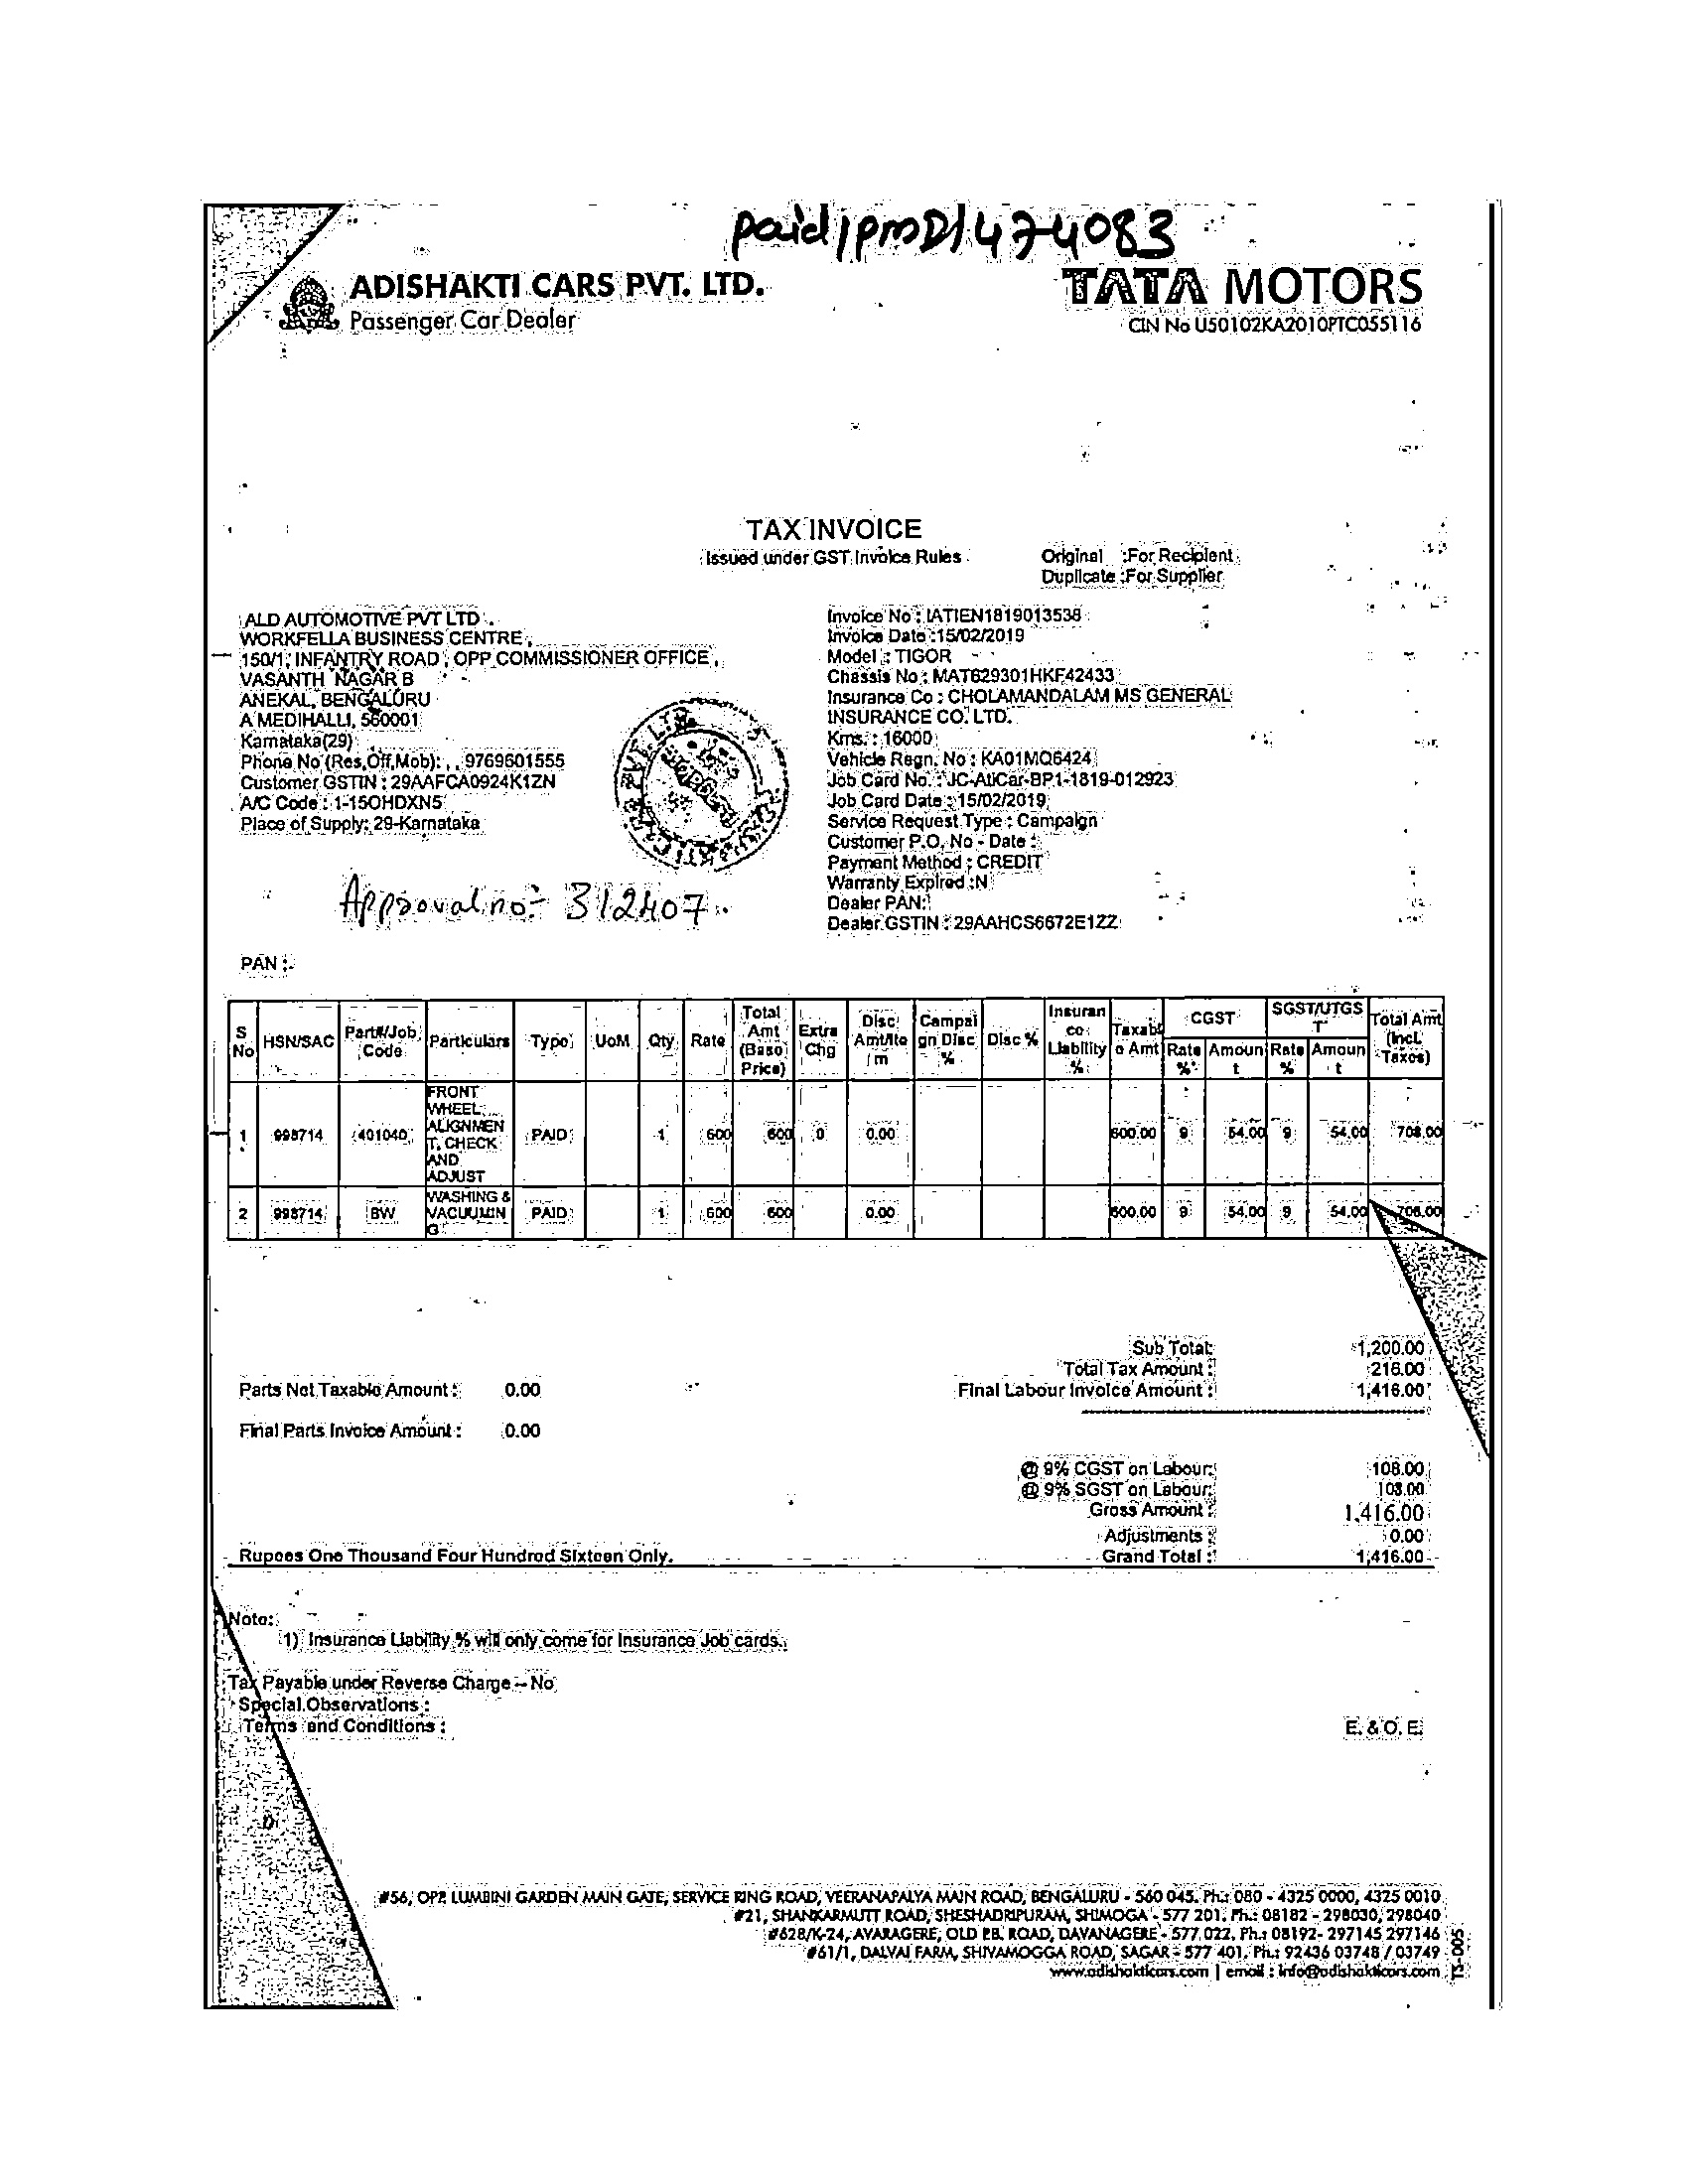 paid/PMD/474083
ADISHAKTI CARS PVT. LTD.
Passenger Car Dealer
TATA MOTORS
CIN No U50102KA2010PTC055116
TAX INVOICE
Issued under GST Invoice Rules
Original :For Recipient
Duplicate :For Supplier
ALD AUTOMOTIVE PVT LTD .
WORKFELLA BUSINESS CENTRE ,
150/1, INFANTRY ROAD , OPP COMMISSIONER OFFICE ,
VASANTH NAGAR B
ANEKAL, BENGALURU
A MEDIHALLI, 560001
Karnataka(29)
Phone No (Res,Off,Mob): , , 9769601555
Customer GSTIN : 29AAFCA0924K1ZN
A/C Code : 1-15OHDXN5
Place of Supply: 29-Karnataka
Approval no:- 312407
PAN :
Invoice No : IATIEN1819013538
Invoice Date :15/02/2019
Model : TIGOR
Chassis No : MAT629301HKF42433
Insurance Co : CHOLAMANDALAM MS GENERAL
INSURANCE CO. LTD.
Kms. : 16000
Vehicle Regn. No : KA01MQ6424
Job Card No. : JC-AtiCar-BP1-1819-012923
Job Card Date : 15/02/2019
Service Request Type : Campaign
Customer P.O. No - Date :
Payment Method : CREDIT
Warranty Expired :N
Dealer PAN:
Dealer GSTIN : 29AAHCS6672E1ZZ
S No HSN/SAC Part#/Job Code Particulars Type UoM Qty Rate Total Amt (Base Price) Extra Chg Disc Amt/Ite m Campai gn Disc % Disc % Insuran ce Liability % Taxabl e Amt CGST Rate % Amoun t SGST/UTGS T Rate % Amoun t Total Amt (Incl. Taxes)
1 998714 401040 FRONT WHEEL ALIGNMEN T, CHECK AND ADJUST PAID 1 600 600 0 0.00 600.00 9 54.00 9 54.00 708.00
2 998714 BW WASHING & VACUUMIN G PAID 1 600 600 0.00 600.00 9 54.00 9 54.00 708.00
Sub Total: 1,200.00
Total Tax Amount : 216.00
Parts Net Taxable Amount : 0.00 Final Labour Invoice Amount : 1,416.00
Final Parts Invoice Amount : 0.00
@ 9% CGST on Labour: 108.00
@ 9% SGST on Labour: 108.00
Gross Amount : 1,416.00
Adjustments : 0.00
Rupees One Thousand Four Hundred Sixteen Only. Grand Total : 1,416.00
Note:
1) Insurance Liability % will only come for Insurance Job cards.
Tax Payable under Reverse Charge – No
Special Observations :
Terms and Conditions :
E. & O. E
#56, OPP. LUMBINI GARDEN MAIN GATE, SERVICE RING ROAD, VEERANAPALYA MAIN ROAD, BENGALURU - 560 045. Ph.: 080 - 4325 0000, 4325 0010
#21, SHANKARMUTT ROAD, SHESHADRIPURAM, SHIMOGA - 577 201. Ph.: 08182 - 298030, 298040
#628/K-24, AVARAGERE, OLD P.B. ROAD, DAVANAGERE - 577 022. Ph.: 08192- 297145 297146
#61/1, DALVAI FARM, SHIVAMOGGA ROAD, SAGAR - 577 401. Ph.: 92436 03748 / 03749
www.adishakticars.com | email : info@adishakticars.com
TS-005